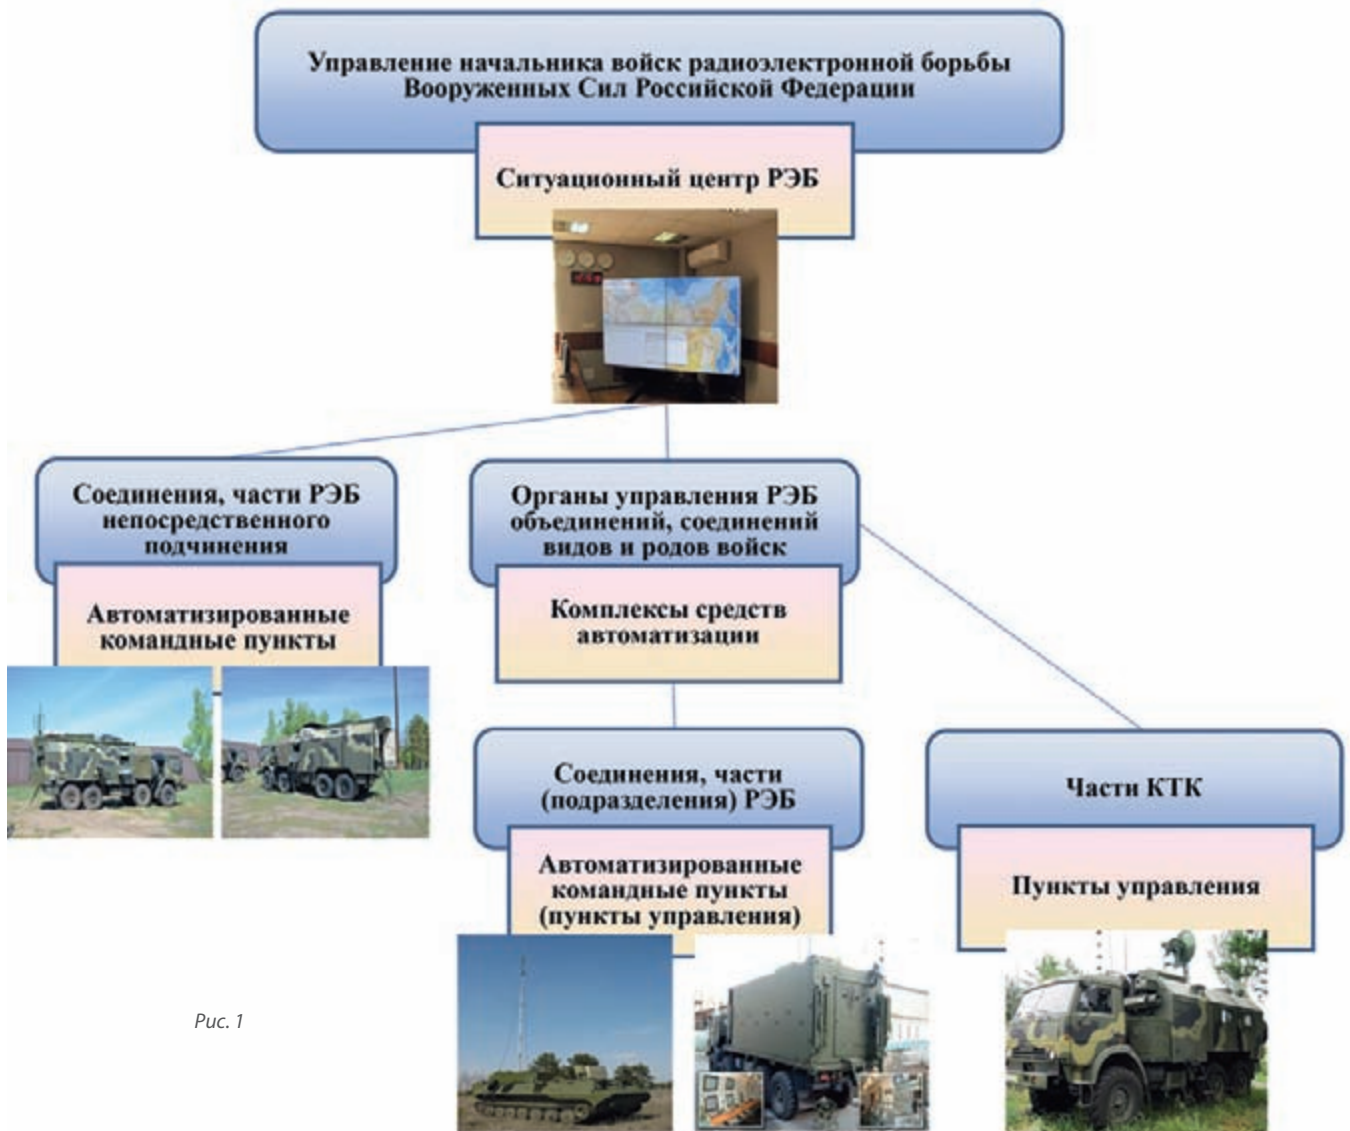 Управление начальника войск радиоэлектронной борьбы
Вооруженных Сил Российской Федерации
Ситуационный центр РЭБ
Соединения, части РЭБ
непосредственного
подчинения
Автоматизированные
командные пункты
Органы управления РЭБ
объединений, соединений
видов и родов войск
Комплексы средств
автоматизации
Соединения, части
(подразделения) РЭБ
Автоматизированные
командные пункты
(пункты управления)
Части КТК
Пункты управления
Рис. 1